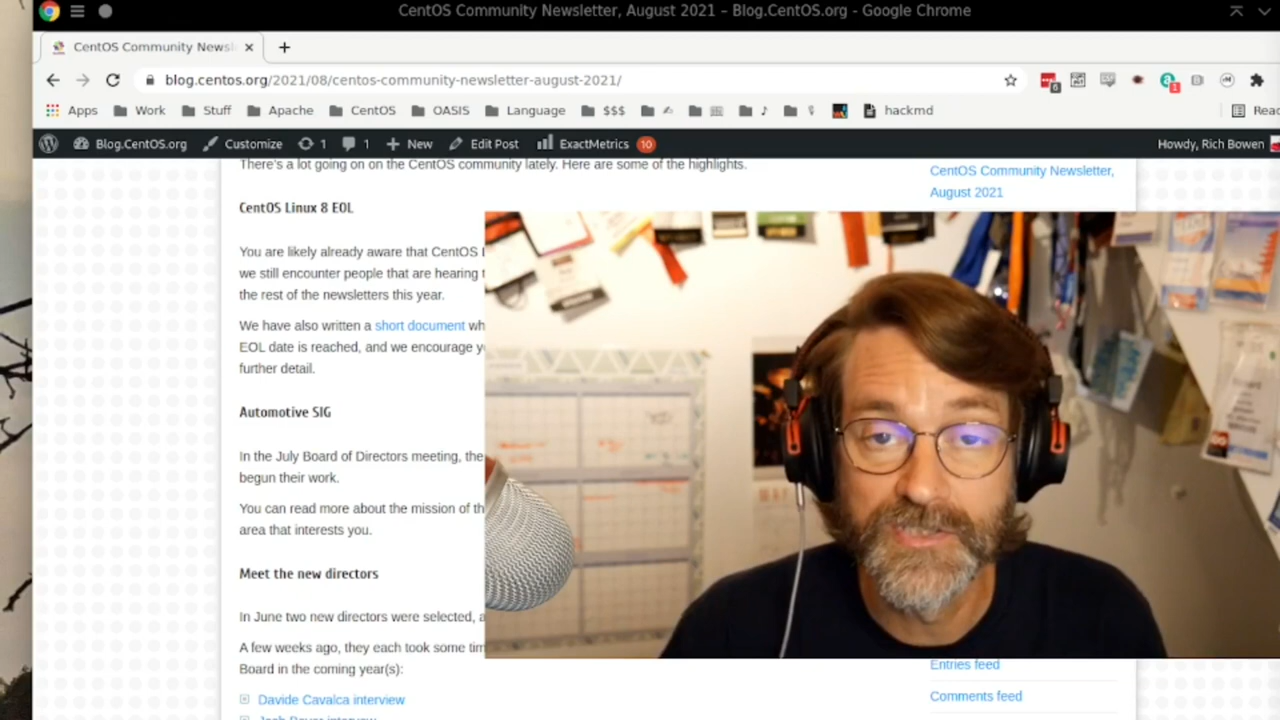 CentOS Community Newsletter, August 2021 – Blog.CentOS.org - Google Chrome
CentOS Community Newsl
blog.centos.org/2021/08/centos-community-newsletter-august-2021/
6
1
Apps Work Stuff Apache CentOS OASIS Language $$$ hackmd Read
Blog.CentOS.org Customize 1 1 New Edit Post ExactMetrics 10 Howdy, Rich Bowen
There's a lot going on on the CentOS community lately. Here are some of the highlights.
CentOS Community Newsletter,
August 2021
CentOS Linux 8 EOL
You are likely already aware that CentOS
we still encounter people that are hearing
the rest of the newsletters this year.
We have also written a short document
EOL date is reached, and we encourage
further detail.
Automotive SIG
In the July Board of Directors meeting, the
begun their work.
You can read more about the mission of
area that interests you.
Meet the new directors
In June two new directors were selected,
A few weeks ago, they each took some
Board in the coming year(s):
Davide Cavalca interview
Entries feed
Comments feed